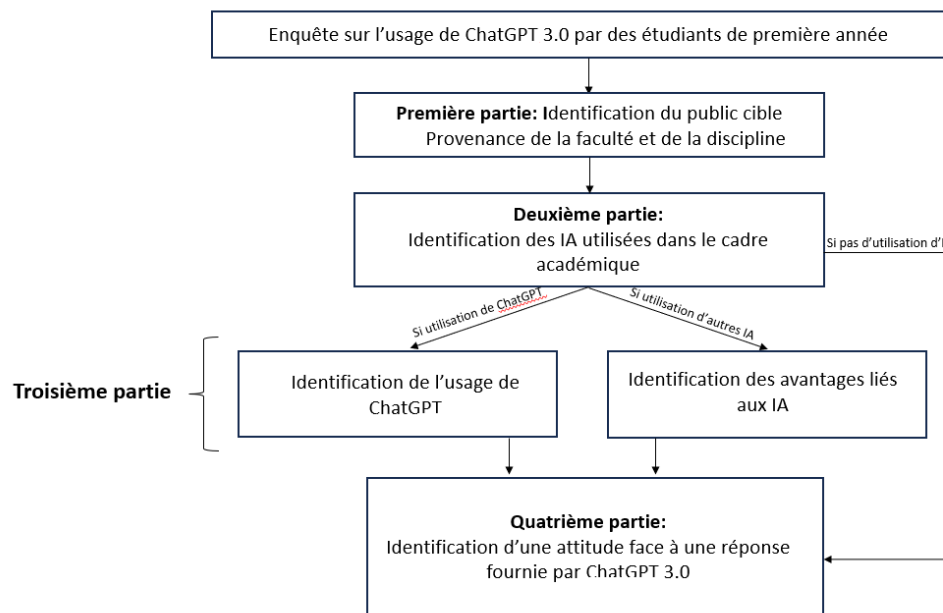 Enquête sur l’usage de ChatGPT 3.0 par des étudiants de première année
Première partie: Identification du public cible
Provenance de la faculté et de la discipline
Deuxième partie:
Identification des IA utilisées dans le cadre
académique
Si pas d’utilisation d’I
Si utilisation de ChatGPT
Si utilisation d’autres IA
Troisième partie
Identification de l’usage de
ChatGPT
Identification des avantages liés
aux IA
Quatrième partie:
Identification d’une attitude face à une réponse
fournie par ChatGPT 3.0